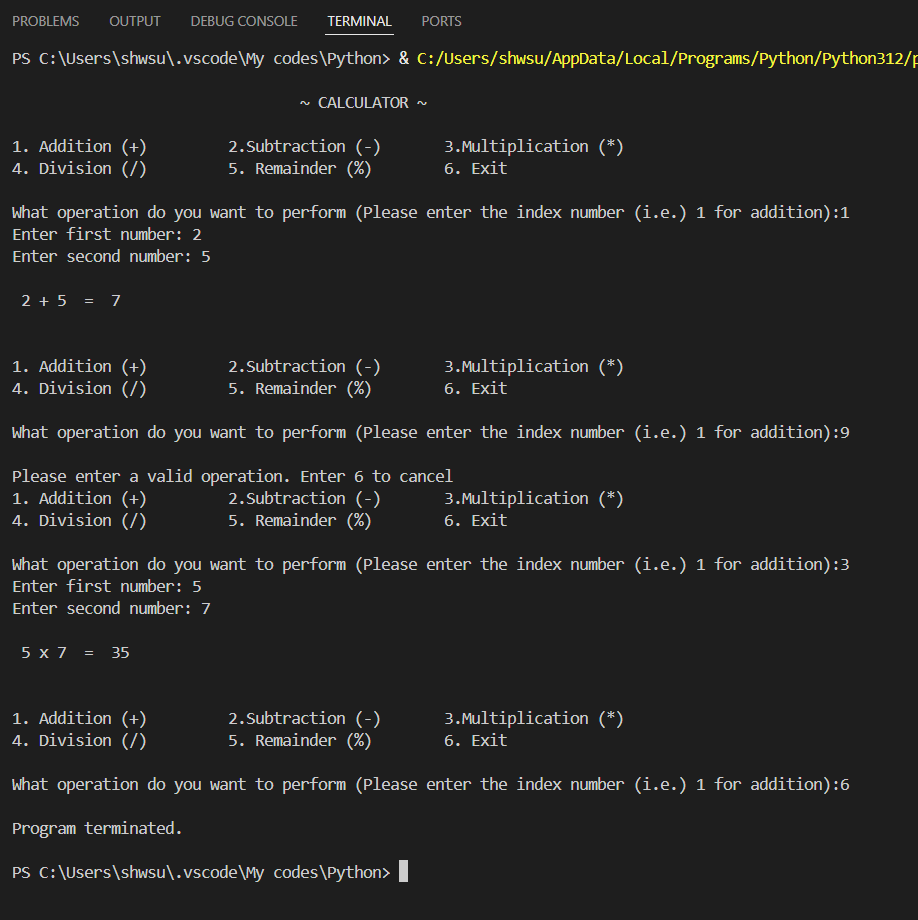 PROBLEMS OUTPUT DEBUG CONSOLE TERMINAL PORTS
PS C:\Users\shwsu\.vscode\My codes\Python> & C:/Users/shwsu/AppData/Local/Programs/Python/Python312/p
~ CALCULATOR ~
1. Addition (+) 2.Subtraction (-) 3.Multiplication (*)
4. Division (/) 5. Remainder (%) 6. Exit
What operation do you want to perform (Please enter the index number (i.e.) 1 for addition):1
Enter first number: 2
Enter second number: 5
2 + 5 = 7
1. Addition (+) 2.Subtraction (-) 3.Multiplication (*)
4. Division (/) 5. Remainder (%) 6. Exit
What operation do you want to perform (Please enter the index number (i.e.) 1 for addition):9
Please enter a valid operation. Enter 6 to cancel
1. Addition (+) 2.Subtraction (-) 3.Multiplication (*)
4. Division (/) 5. Remainder (%) 6. Exit
What operation do you want to perform (Please enter the index number (i.e.) 1 for addition):3
Enter first number: 5
Enter second number: 7
5 x 7 = 35
1. Addition (+) 2.Subtraction (-) 3.Multiplication (*)
4. Division (/) 5. Remainder (%) 6. Exit
What operation do you want to perform (Please enter the index number (i.e.) 1 for addition):6
Program terminated.
PS C:\Users\shwsu\.vscode\My codes\Python>